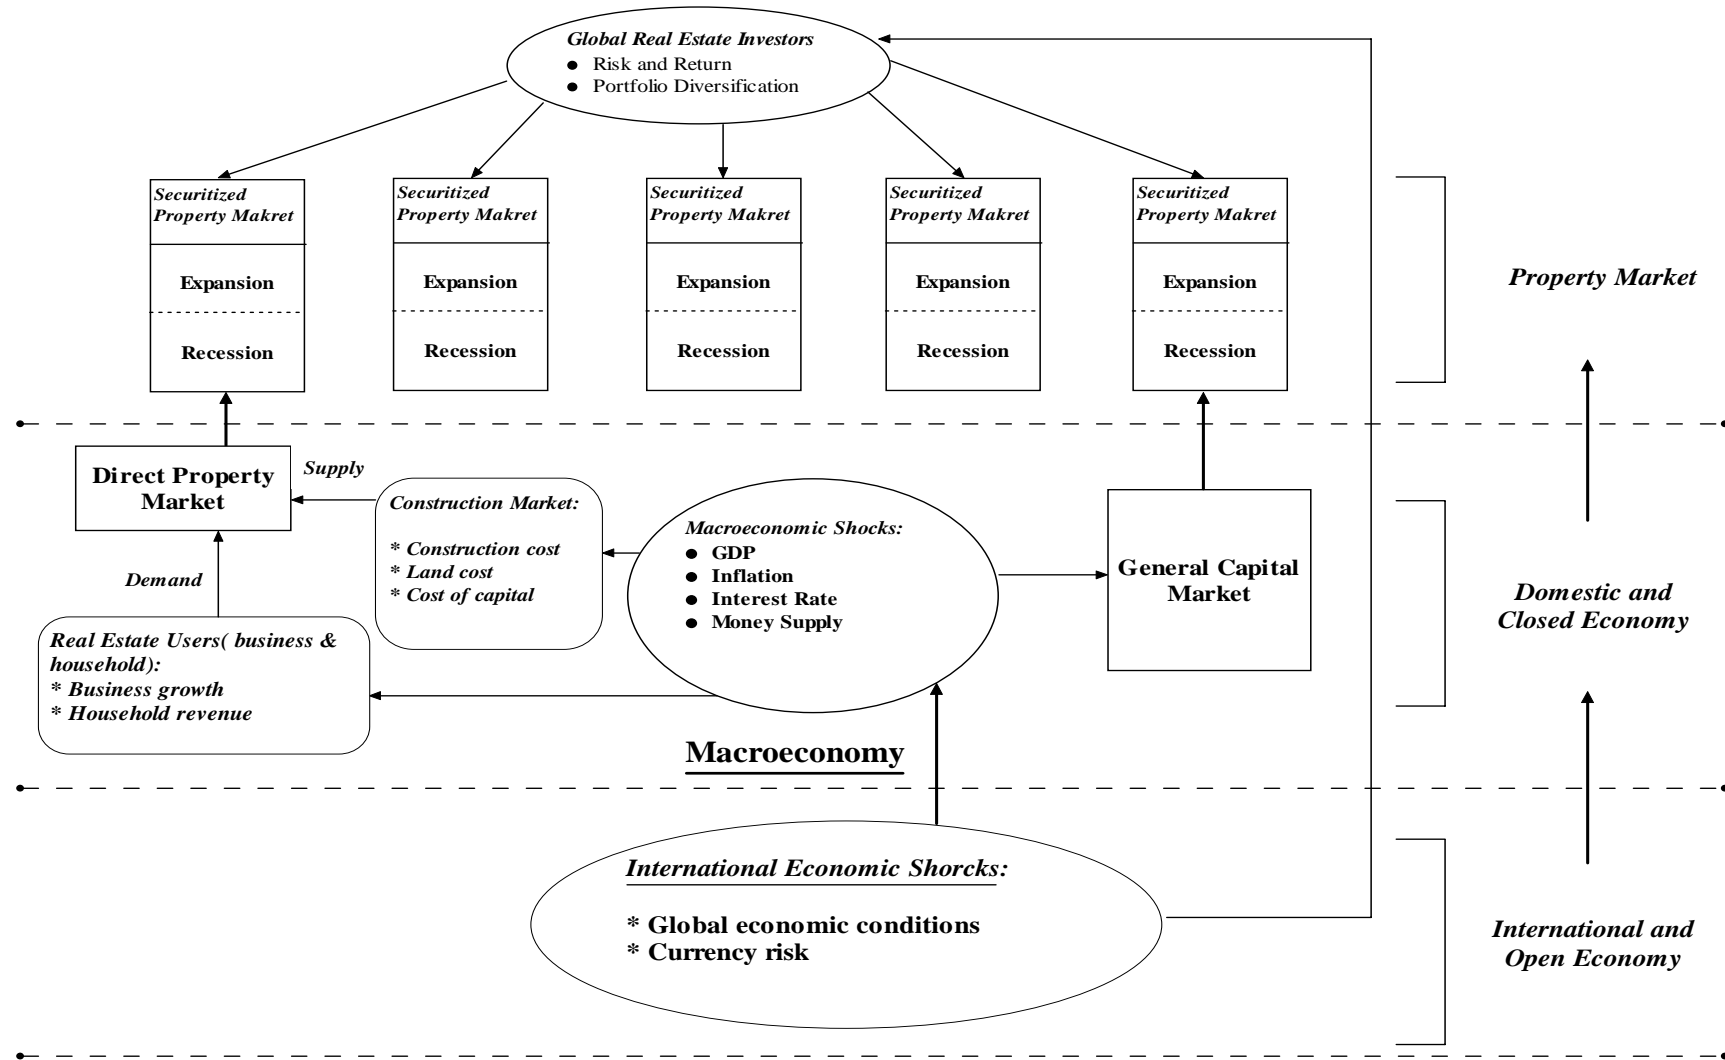 Global Real Estate Investors
● Risk and Return
● Portfolio Diversification
Securitized
Property Makret
Expansion
Recession
Securitized
Property Makret
Expansion
Recession
Securitized
Property Makret
Expansion
Recession
Securitized
Property Makret
Expansion
Recession
Securitized
Property Makret
Expansion
Recession
Property Market
Direct Property
Market
Supply
Demand
Construction Market:
* Construction cost
* Land cost
* Cost of capital
Real Estate Users( business &
household):
* Business growth
* Household revenue
Macroeconomic Shocks:
● GDP
● Inflation
● Interest Rate
● Money Supply
General Capital
Market
Domestic and
Closed Economy
Macroeconomy
International Economic Shorcks:
* Global economic conditions
* Currency risk
International and
Open Economy